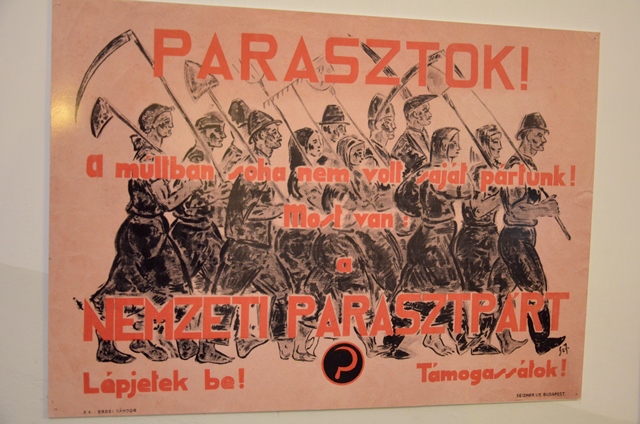 PARASZTOK!
A múltban soha nem volt saját pártunk!
Most van:
a
NEMZETI PARASZTPÁRT
Lépjetek be!
Támogassátok!